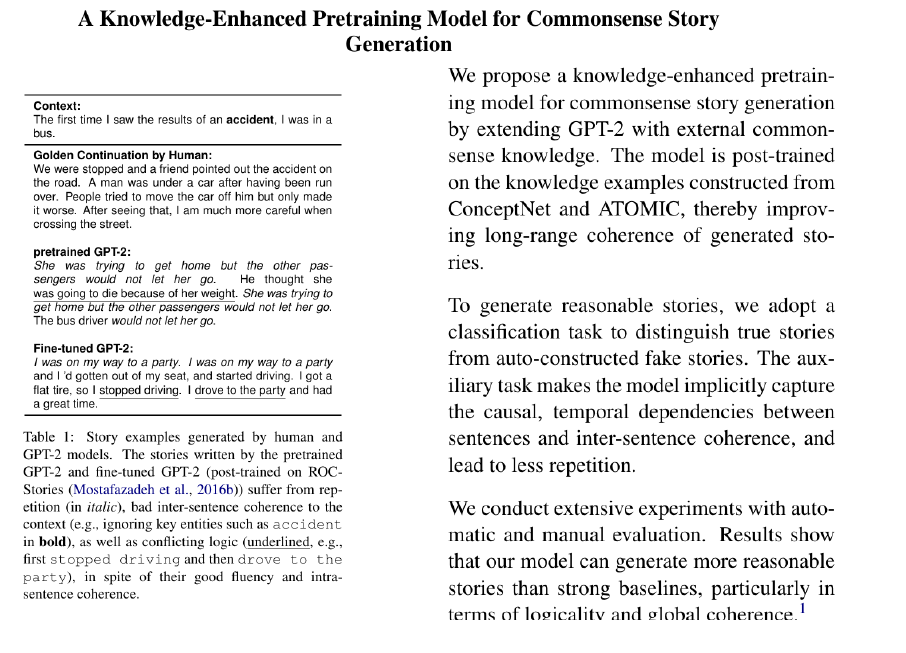 A Knowledge-Enhanced Pretraining Model for Commonsense Story
Generation
Context:
The first time I saw the results of an accident, I was in a
bus.
Golden Continuation by Human:
We were stopped and a friend pointed out the accident on
the road. A man was under a car after having been run
over. People tried to move the car off him but only made
it worse. After seeing that, I am much more careful when
crossing the street.
pretrained GPT-2:
She was trying to get home but the other pas-
sengers would not let her go. He thought she
was going to die because of her weight. She was trying to
get home but the other passengers would not let her go.
The bus driver would not let her go.
Fine-tuned GPT-2:
I was on my way to a party. I was on my way to a party
and I 'd gotten out of my seat, and started driving. I got a
flat tire, so I stopped driving. I drove to the party and had
a great time.
Table 1: Story examples generated by human and
GPT-2 models. The stories written by the pretrained
GPT-2 and fine-tuned GPT-2 (post-trained on ROC-
Stories (Mostafazadeh et al., 2016b)) suffer from rep-
etition (in italic), bad inter-sentence coherence to the
context (e.g., ignoring key entities such as accident
in bold), as well as conflicting logic (underlined, e.g.,
first stopped driving and then drove to the
party), in spite of their good fluency and intra-
sentence coherence.
We propose a knowledge-enhanced pretrain-
ing model for commonsense story generation
by extending GPT-2 with external common-
sense knowledge. The model is post-trained
on the knowledge examples constructed from
ConceptNet and ATOMIC, thereby improv-
ing long-range coherence of generated sto-
ries.
To generate reasonable stories, we adopt a
classification task to distinguish true stories
from auto-constructed fake stories. The aux-
iliary task makes the model implicitly capture
the causal, temporal dependencies between
sentences and inter-sentence coherence, and
lead to less repetition.
We conduct extensive experiments with auto-
matic and manual evaluation. Results show
that our model can generate more reasonable
stories than strong baselines, particularly in
terms of logicality and global coherence.1